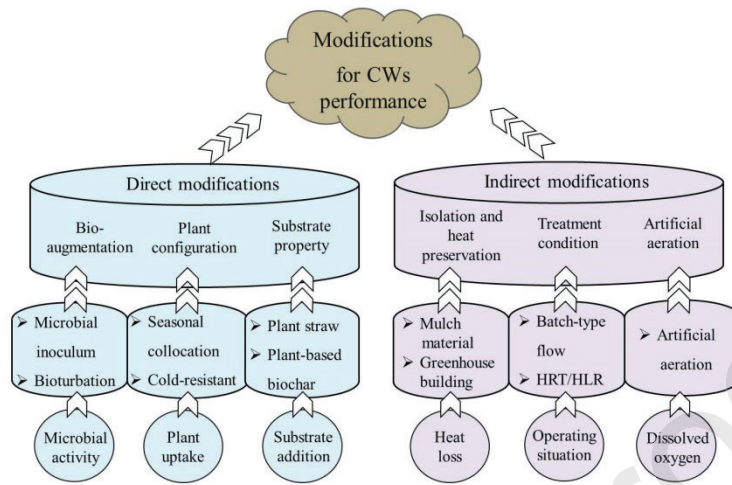 Modifications
for CWs
performance
Direct modifications
Bio-
augmentation
Plant
configuration
Substrate
property
➢ Microbial
inoculum
➢ Bioturbation
➢ Seasonal
collocation
➢ Cold-resistant
➢ Plant straw
➢ Plant-based
biochar
Microbial
activity
Plant
uptake
Substrate
addition
Indirect modifications
Isolation and
heat
preservation
Treatment
condition
Artificial
aeration
➢ Mulch
material
➢ Greenhouse
building
➢ Batch-type
flow
➢ HRT/HLR
➢ Artificial
aeration
Heat
loss
Operating
situation
Dissolved
oxygen